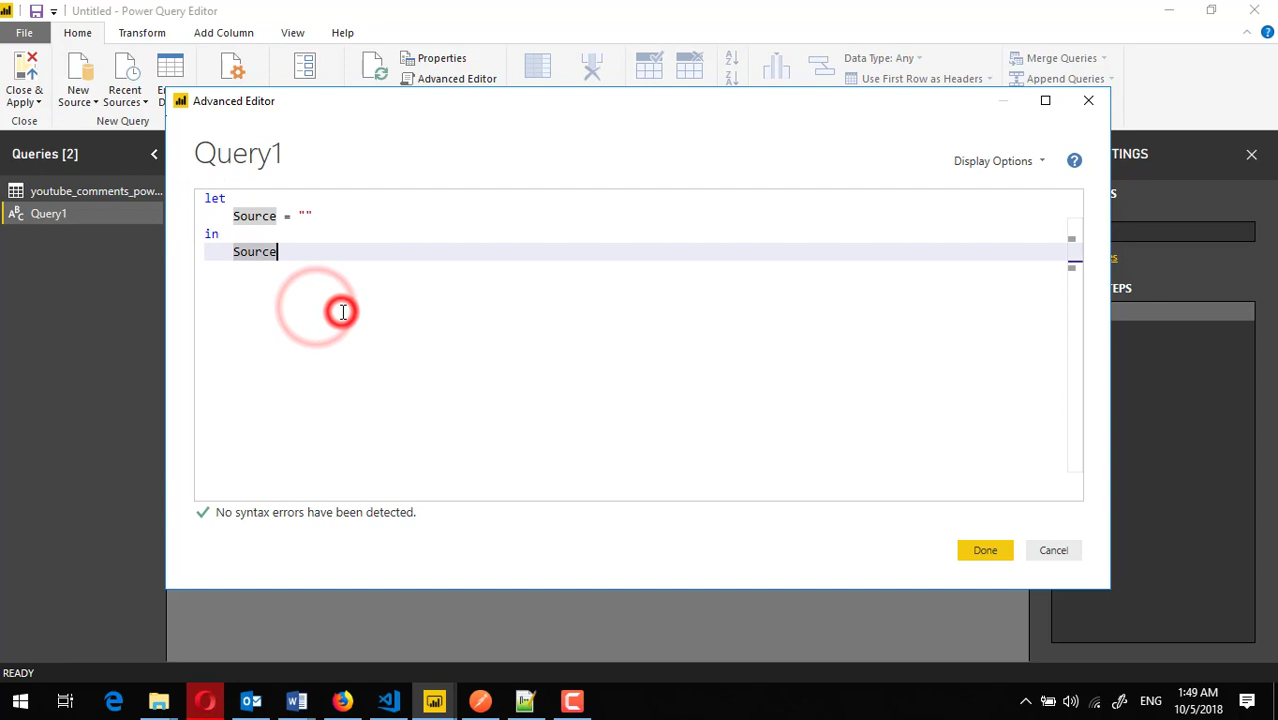 Untitled - Power Query Editor
File Home Transform Add Column View Help
Close & Apply
New Source
Recent Sources
Properties
Advanced Editor
Data Type: Any
Use First Row as Headers
Merge Queries
Append Queries
Close
New Query
Queries [2]
youtube_comments_pow...
Query1
Advanced Editor
Query1
Display Options
let
Source = ""
in
Source
No syntax errors have been detected.
Done
Cancel
TINGS
S
TEPS
READY
ENG
1:49 AM
10/5/2018